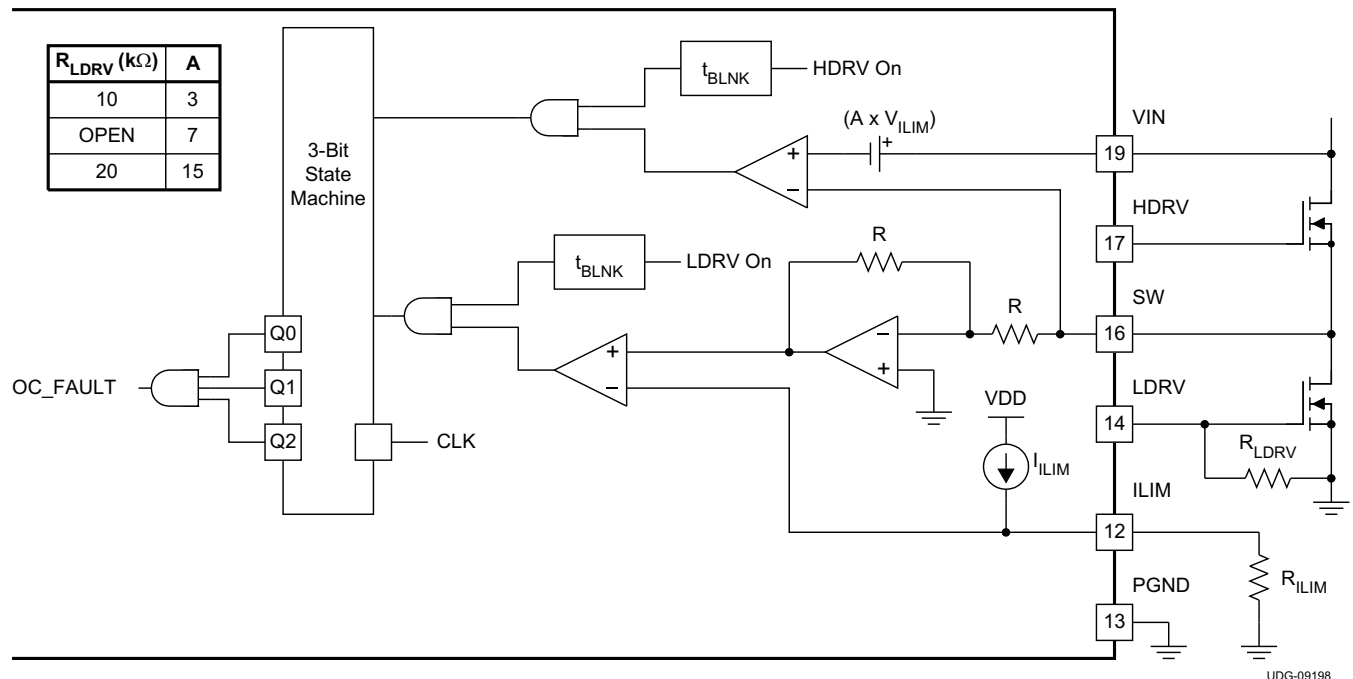 R_LDRV (kΩ) A
10 3
OPEN 7
20 15
3-Bit
State
Machine
t_BLNK
HDRV On
(A x V_ILIM)
+
+
–
VIN
19
HDRV
17
t_BLNK
LDRV On
R
R
SW
16
+
–
–
+
Q0
Q1
Q2
OC_FAULT
CLK
VDD
I_ILIM
LDRV
14
R_LDRV
ILIM
12
R_ILIM
PGND
13
UDG-09198